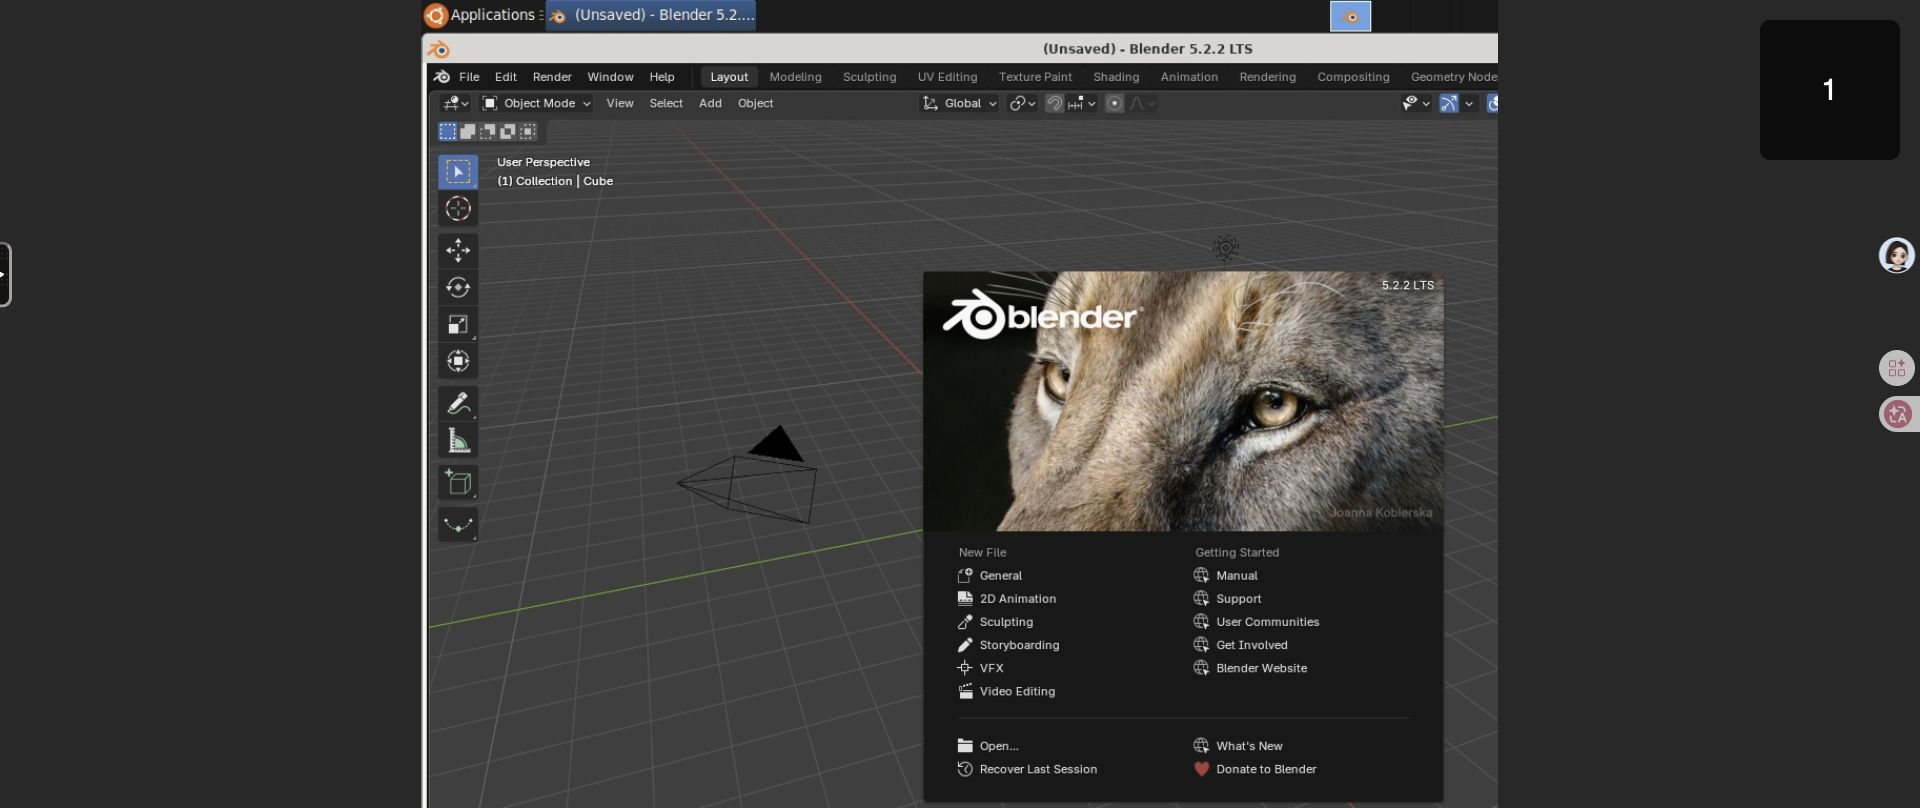 Applications
(Unsaved) - Blender 5.2....
(Unsaved) - Blender 5.2.2 LTS
File Edit Render Window Help Layout Modeling Sculpting UV Editing Texture Paint Shading Animation Rendering Compositing Geometry Node
Object Mode View Select Add Object Global
User Perspective
(1) Collection | Cube
1
5.2.2 LTS
blender
Joanna Kobierska
New File
General
2D Animation
Sculpting
Storyboarding
VFX
Video Editing
Getting Started
Manual
Support
User Communities
Get Involved
Blender Website
Open...
Recover Last Session
What's New
Donate to Blender